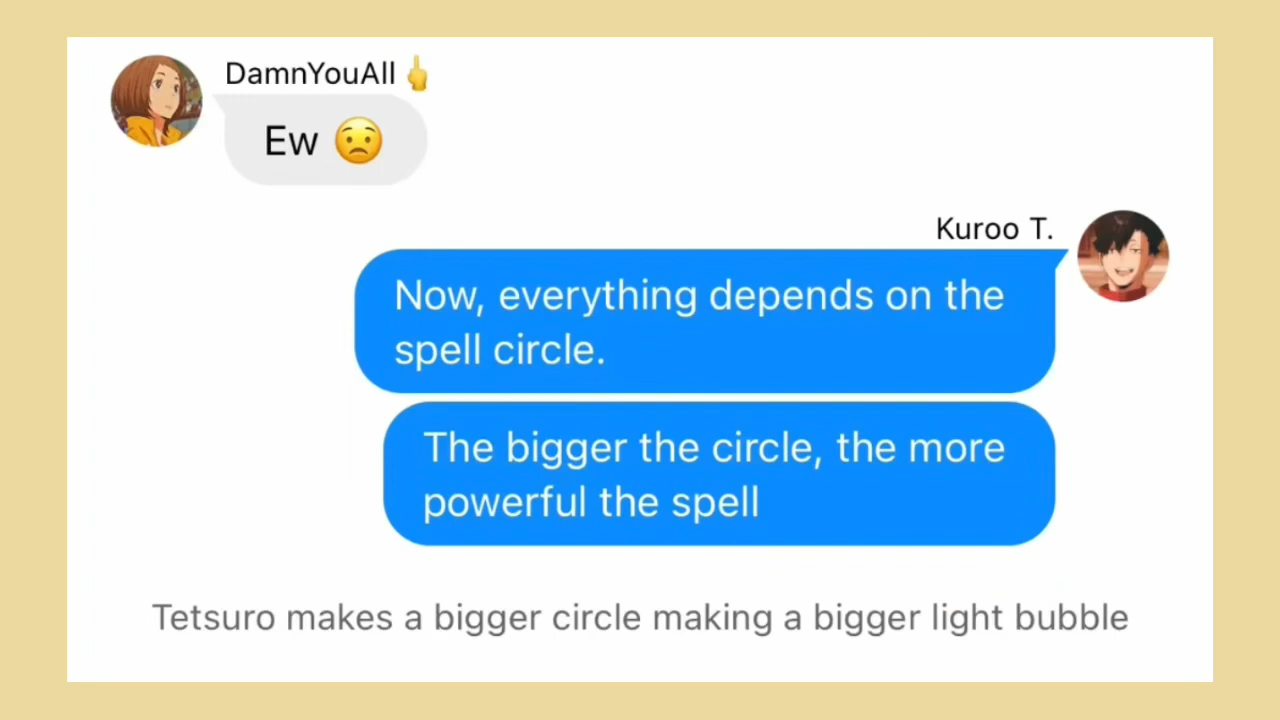 DamnYouAll🖕
Ew 😟
Kuroo T.
Now, everything depends on the
spell circle.
The bigger the circle, the more
powerful the spell
Tetsuro makes a bigger circle making a bigger light bubble